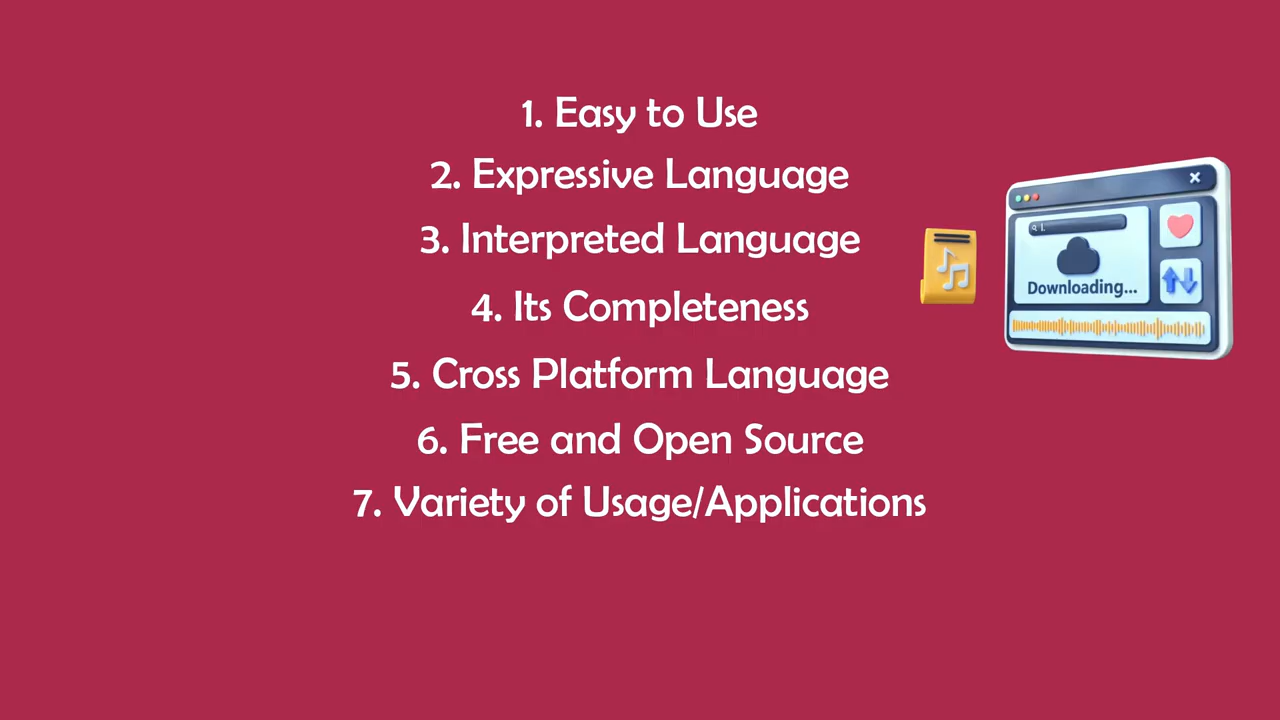 1. Easy to Use
2. Expressive Language
3. Interpreted Language
4. Its Completeness
5. Cross Platform Language
6. Free and Open Source
7. Variety of Usage/Applications
Downloading...